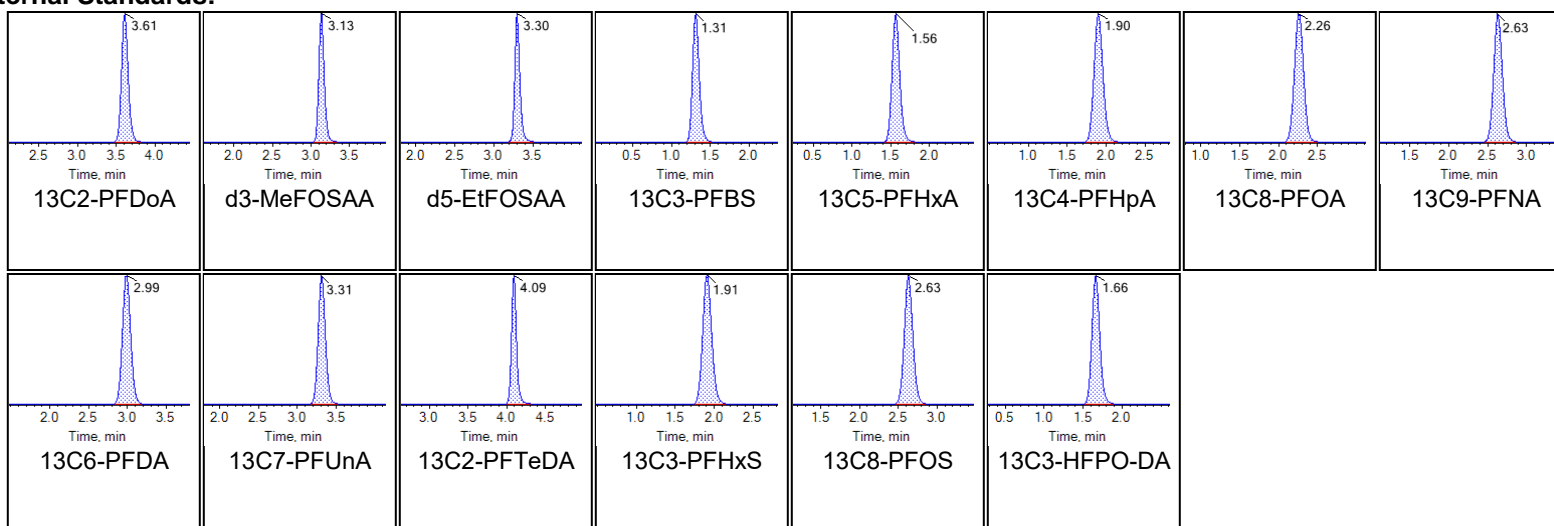 ternal Standards:
3.61
2.5 3.0 3.5 4.0
Time, min
13C2-PFDoA
3.13
2.0 2.5 3.0 3.5
Time, min
d3-MeFOSAA
3.30
2.0 2.5 3.0 3.5
Time, min
d5-EtFOSAA
1.31
0.5 1.0 1.5 2.0
Time, min
13C3-PFBS
1.56
0.5 1.0 1.5 2.0
Time, min
13C5-PFHxA
1.90
1.0 1.5 2.0 2.5
Time, min
13C4-PFHpA
2.26
1.0 1.5 2.0 2.5
Time, min
13C8-PFOA
2.63
1.5 2.0 2.5 3.0
Time, min
13C9-PFNA
2.99
2.0 2.5 3.0 3.5
Time, min
13C6-PFDA
3.31
2.0 2.5 3.0 3.5
Time, min
13C7-PFUnA
4.09
3.0 3.5 4.0 4.5
Time, min
13C2-PFTeDA
1.91
1.0 1.5 2.0 2.5
Time, min
13C3-PFHxS
2.63
1.5 2.0 2.5 3.0
Time, min
13C8-PFOS
1.66
0.5 1.0 1.5 2.0
Time, min
13C3-HFPO-DA